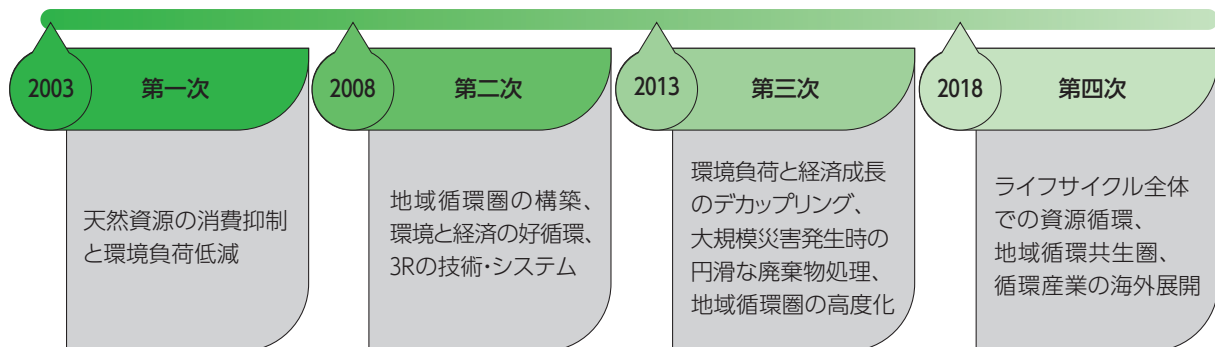 2003
第一次
天然資源の消費抑制
と環境負荷低減
2008
第二次
地域循環圏の構築、
環境と経済の好循環、
3Rの技術・システム
2013
第三次
環境負荷と経済成長
のデカップリング、
大規模災害発生時の
円滑な廃棄物処理、
地域循環圏の高度化
2018
第四次
ライフサイクル全体
での資源循環、
地域循環共生圏、
循環産業の海外展開